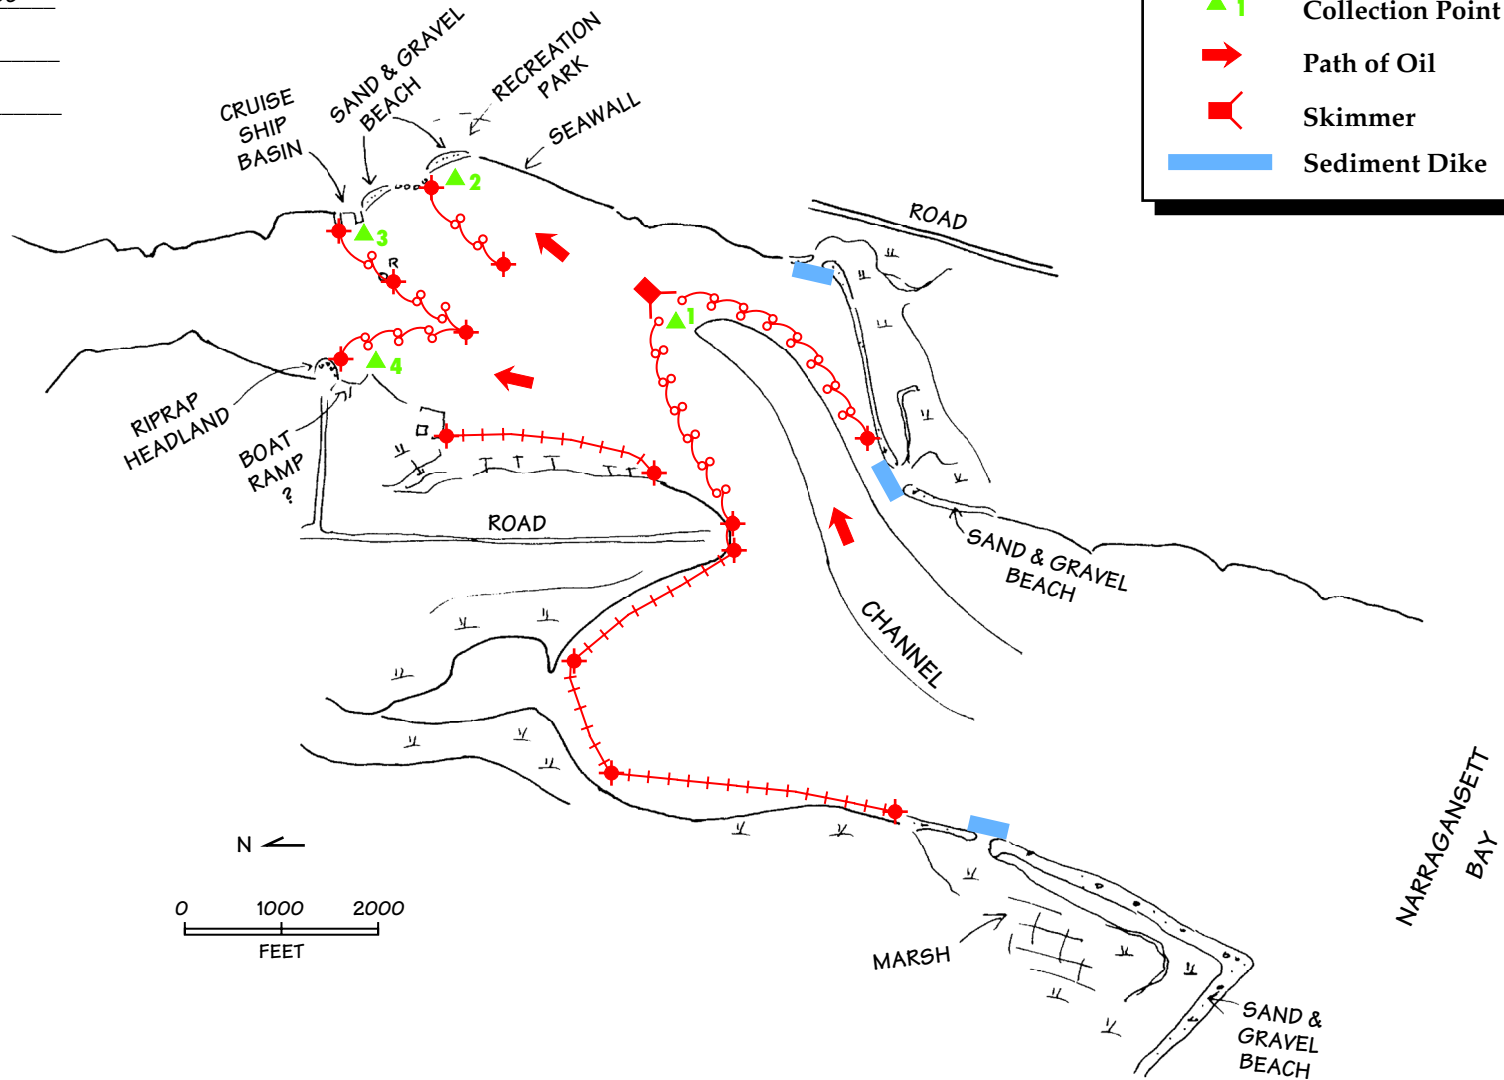 1 Collection Point
Path of Oil
Skimmer
Sediment Dike
SAND & GRAVEL
BEACH
RECREATION
PARK
SEAWALL
CRUISE
SHIP
BASIN
2
3
R
ROAD
1
4
RIPRAP
HEADLAND
BOAT
RAMP
?
ROAD
SAND & GRAVEL
BEACH
CHANNEL
N
0 1000 2000
FEET
MARSH
NARRAGANSETT
BAY
SAND &
GRAVEL
BEACH